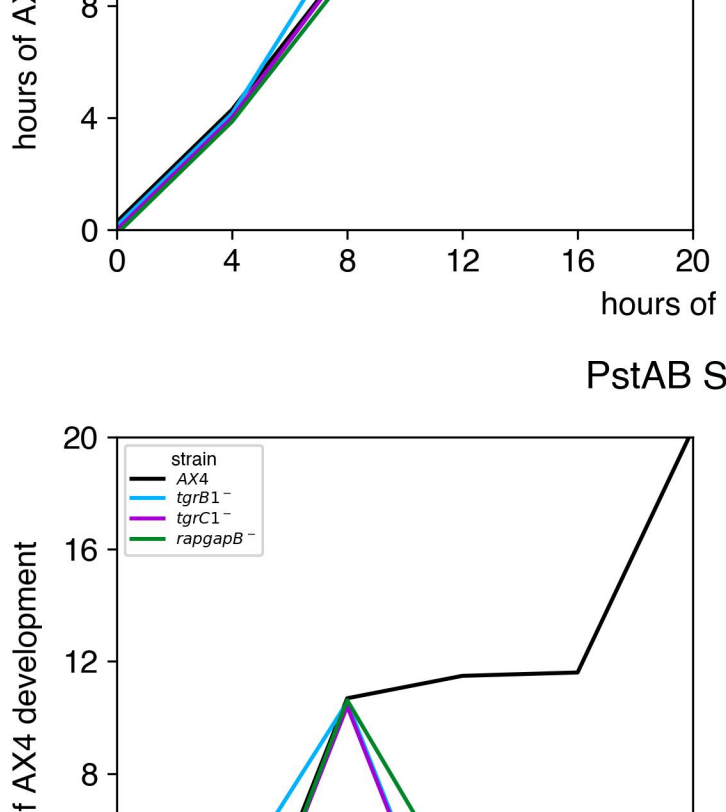 hours of
8
4
0
0 4 8 12 16 20
hours of
PstAB
20
strain
AX4
tgrB1⁻
tgrC1⁻
rapgapB⁻
16
12
8
AX4 development